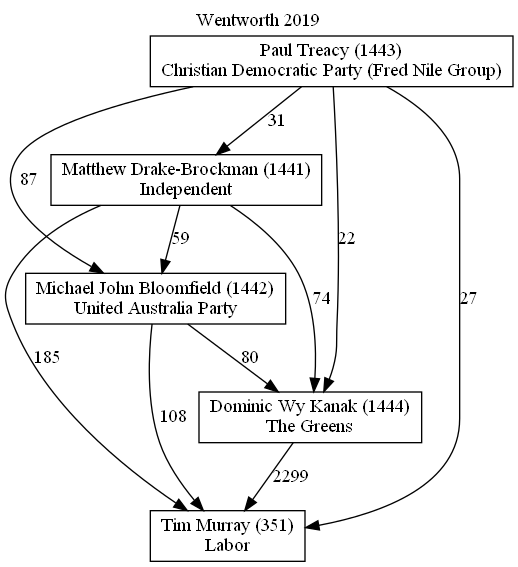 Wentworth 2019
Paul Treacy (1443)
Christian Democratic Party (Fred Nile Group)
31
Matthew Drake-Brockman (1441)
Independent
87
59
22
Michael John Bloomfield (1442)
United Australia Party
74
27
185
80
Dominic Wy Kanak (1444)
The Greens
108
2299
Tim Murray (351)
Labor